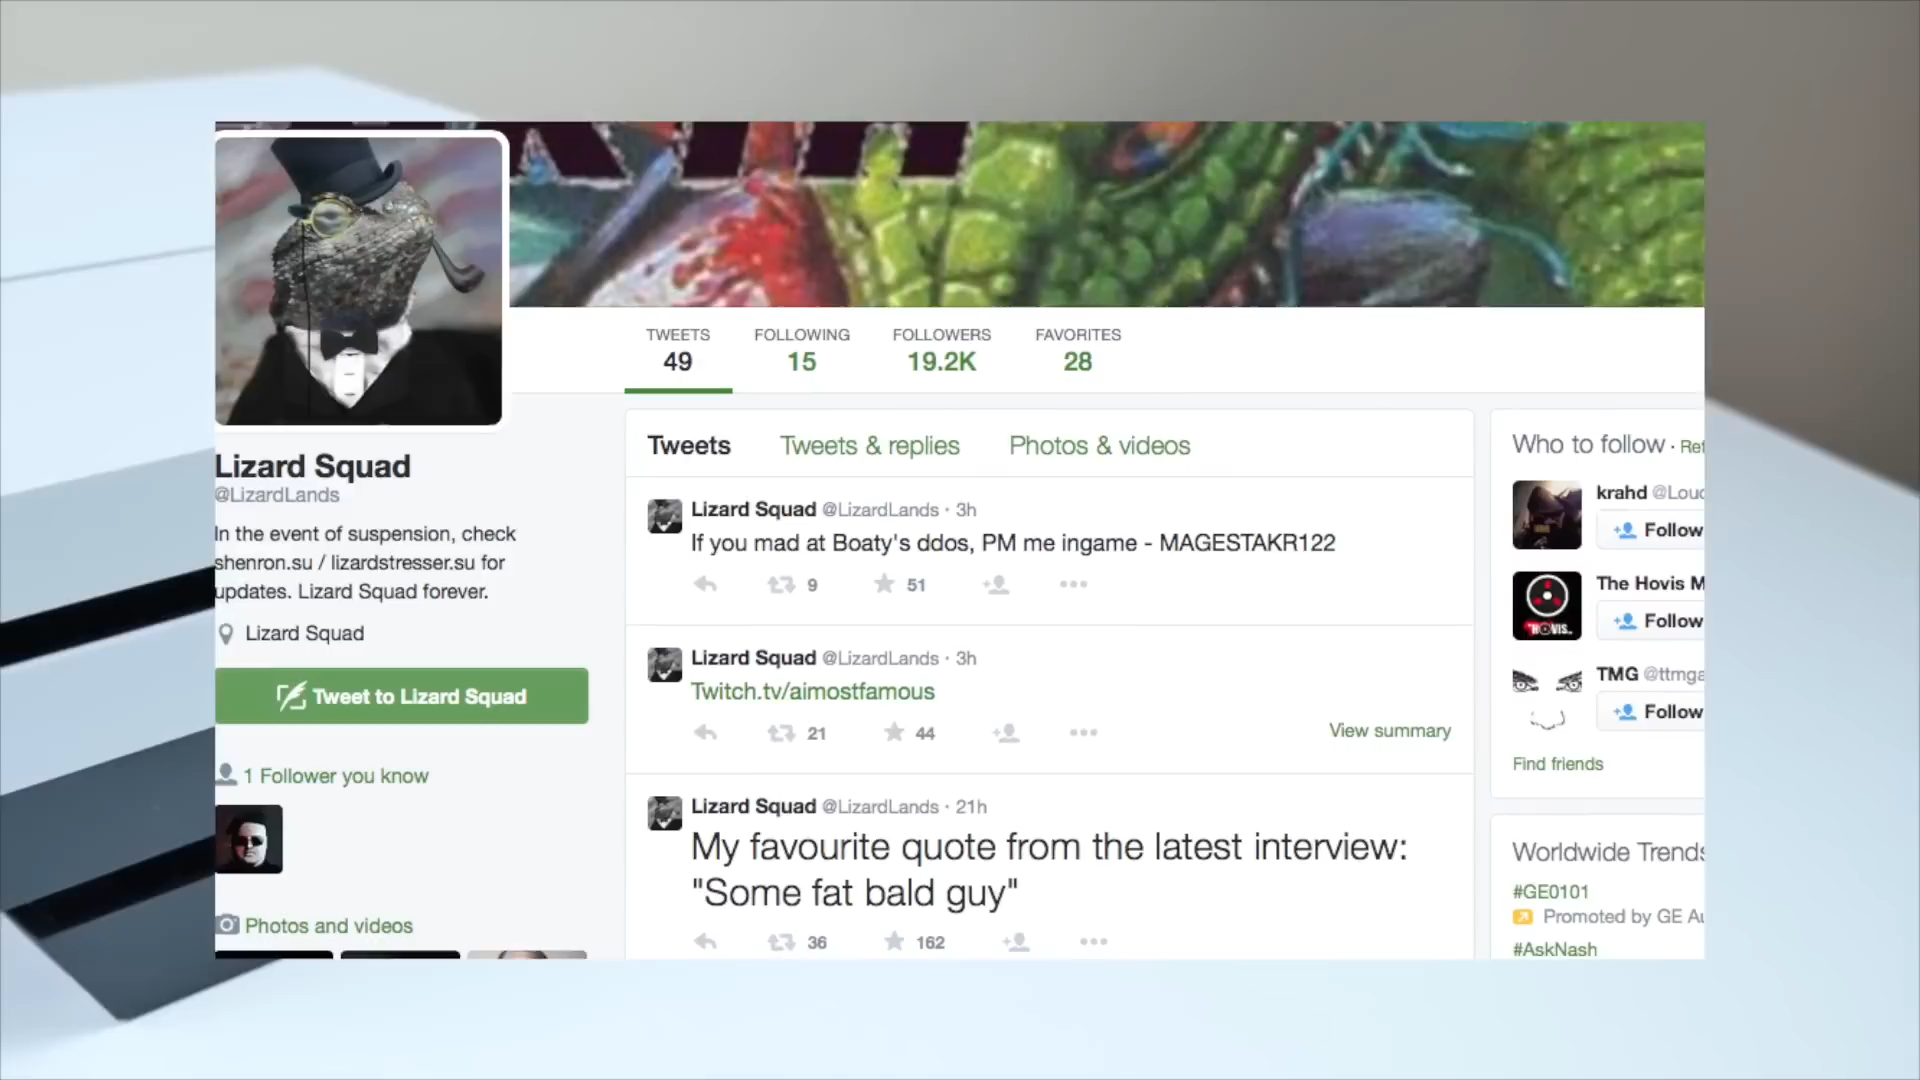 TWEETS FOLLOWING FOLLOWERS FAVORITES
49 15 19.2K 28
Lizard Squad
@LizardLands
In the event of suspension, check
shenron.su / lizardstresser.su for
updates. Lizard Squad forever.
Lizard Squad
Tweet to Lizard Squad
1 Follower you know
Photos and videos
Tweets Tweets & replies Photos & videos
Lizard Squad @LizardLands · 3h
If you mad at Boaty's ddos, PM me ingame - MAGESTAKR122
9 51
Lizard Squad @LizardLands · 3h
Twitch.tv/aimostfamous
21 44
View summary
Lizard Squad @LizardLands · 21h
My favourite quote from the latest interview:
"Some fat bald guy"
36 162
Who to follow ·
krahd
Follow
The Hovis
Follow
TMG
Follow
Find friends
Worldwide Trends
#GE0101
Promoted by GE
#AskNash